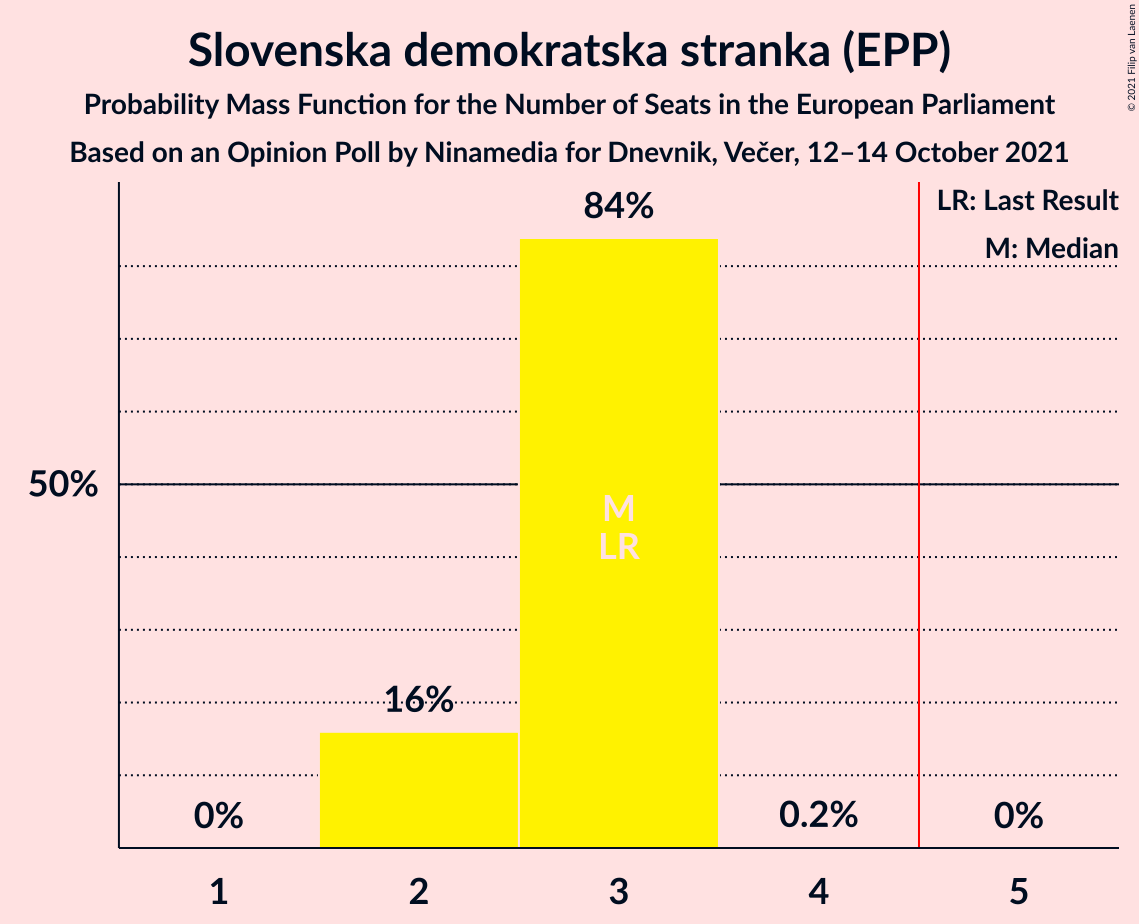 Slovenska demokratska stranka (EPP)
Probability Mass Function for the Number of Seats in the European Parliament
Based on an Opinion Poll by Ninamedia for Dnevnik, Večer, 12–14 October 2021
© 2021 Filip van Laenen
LR: Last Result
M: Median
84%
50%
M
LR
16%
0%
0.2%
0%
1
2
3
4
5